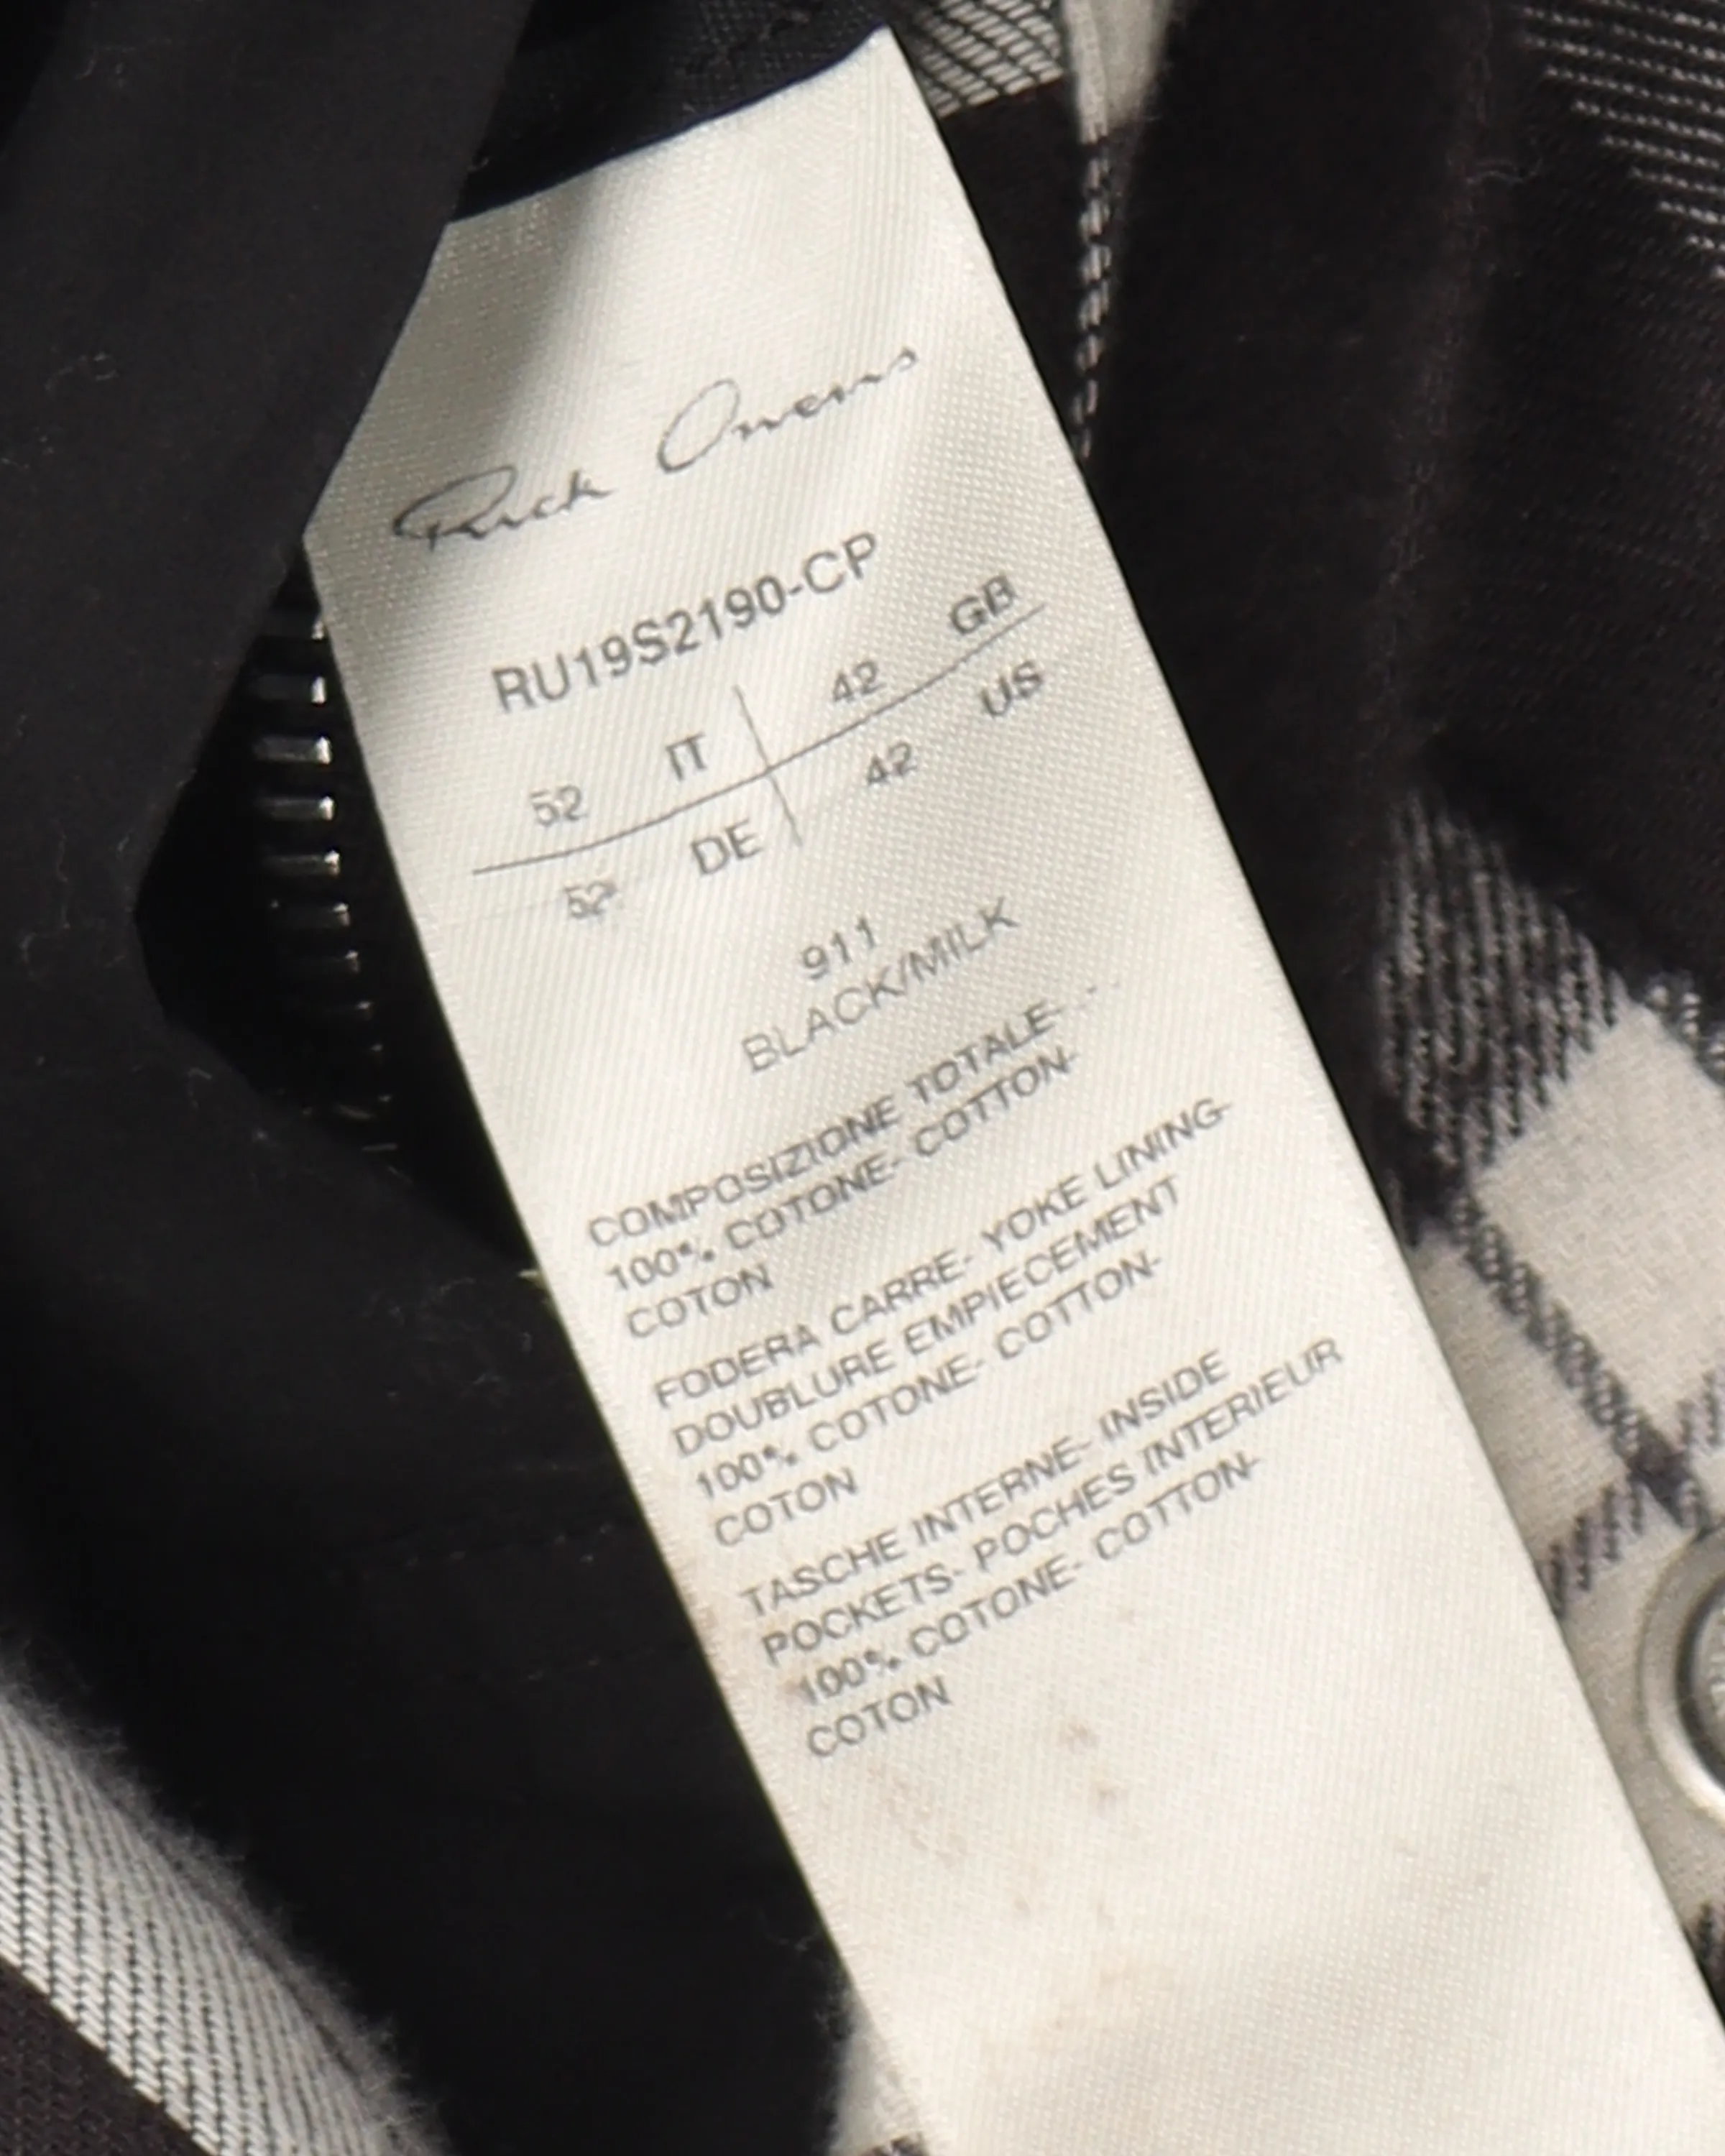 Rick Owens
RU19S2190-CP
52 IT 42 GB
52 DE 42 US
911
BLACK/MILK
COMPOSIZIONE TOTALE- - -
100% COTONE- COTTON-
COTON
FODERA CARRE- YOKE LINING-
DOUBLURE EMPIECEMENT
100% COTONE- COTTON-
COTON
TASCHE INTERNE- INSIDE
POCKETS- POCHES INTERIEUR
100% COTONE- COTTON-
COTON